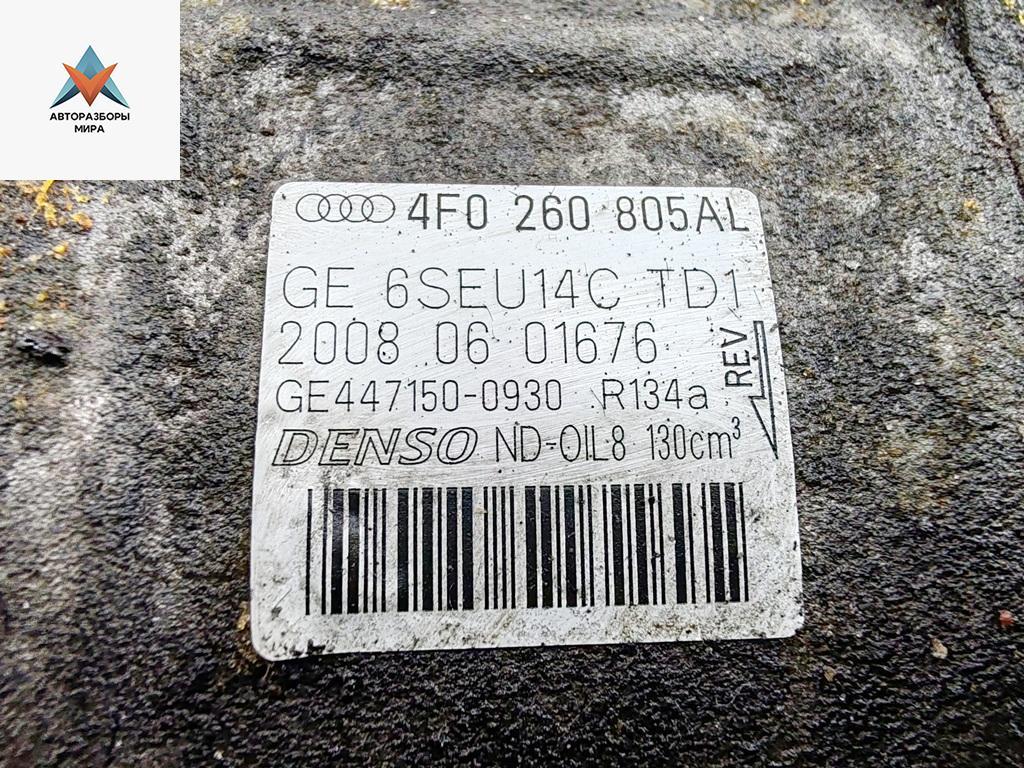 АВТОРАЗБОРЫ
МИРА
4F0 260 805AL
GE 6SEU14C TD1
2008 06 01676
GE447150-0930 R134a
DENSO ND-OIL8 130cm³
REV